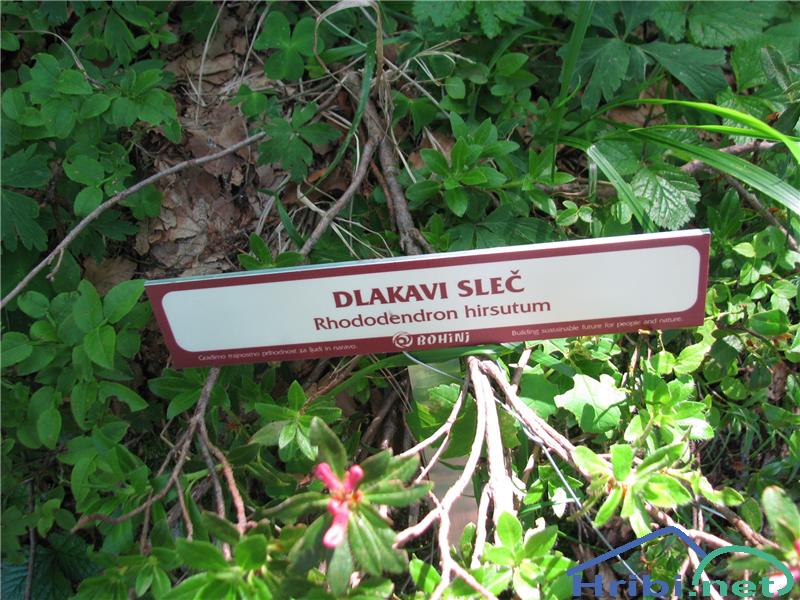 DLAKAVI SLEČ
Rhododendron hirsutum
BOHINJ
Gradimo trajnostno prihodnost za ljudi in naravo.
Building sustainable future for people and nature.
Hribi.net